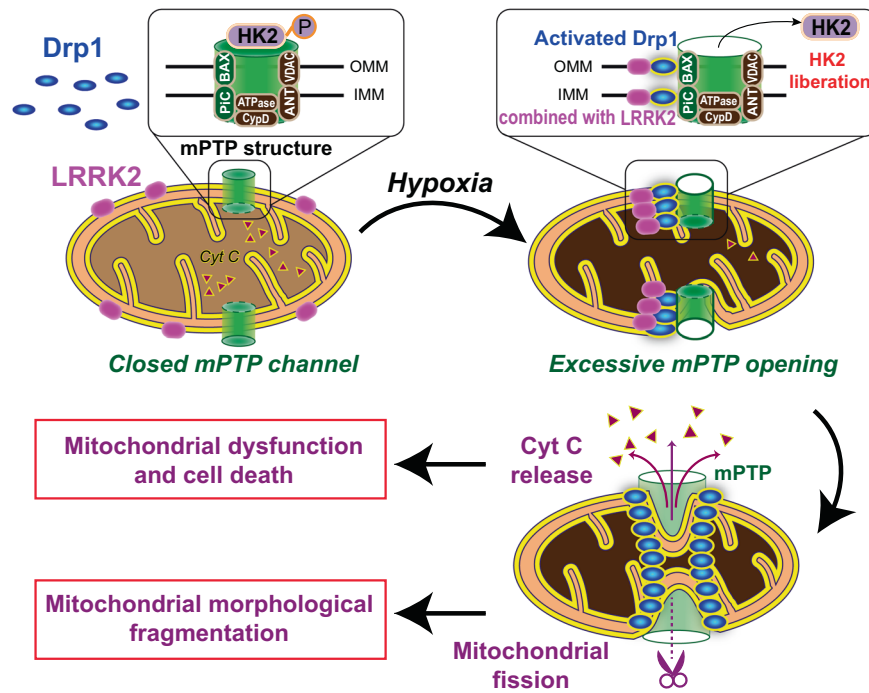 Drp1
HK2
P
BAX
VDAC
OMM
PiC
ANT
IMM
ATPase
CypD
mPTP structure
LRRK2
Cyt C
Closed mPTP channel
Hypoxia
Activated Drp1
HK2
HK2
liberation
OMM
BAX
VDAC
IMM
PiC
ANT
ATPase
CypD
combined with LRRK2
Excessive mPTP opening
Mitochondrial dysfunction
and cell death
Cyt C
release
mPTP
Mitochondrial morphological
fragmentation
Mitochondrial
fission